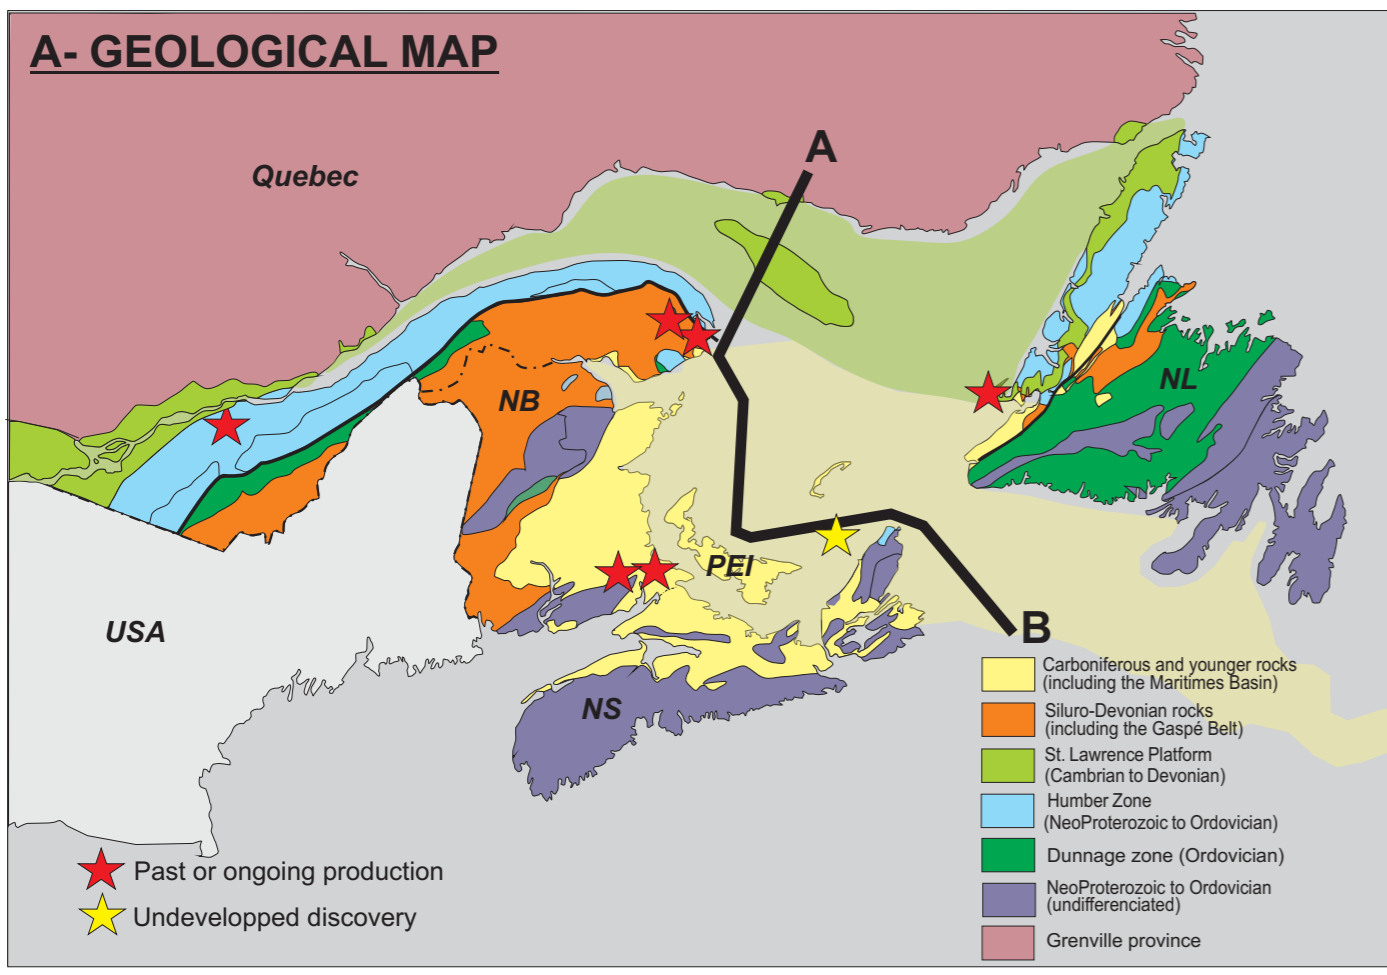 A- GEOLOGICAL MAP
Quebec
A
NB
NL
PEI
USA
NS
B
Carboniferous and younger rocks
(including the Maritimes Basin)
Siluro-Devonian rocks
(including the Gaspé Belt)
St. Lawrence Platform
(Cambrian to Devonian)
Humber Zone
(NeoProterozoic to Ordovician)
Dunnage zone (Ordovician)
NeoProterozoic to Ordovician
(undifferenciated)
Grenville province
Past or ongoing production
Undevelopped discovery